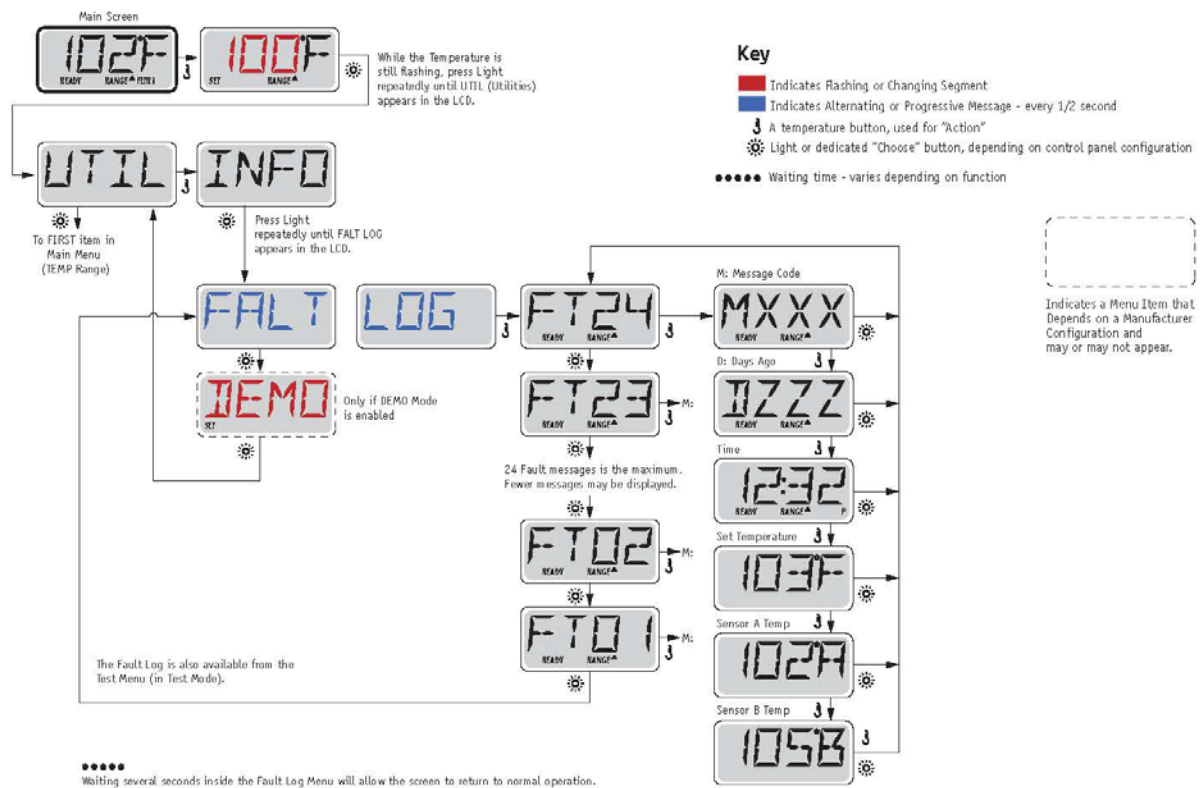 Main Screen
102°F
READY RANGE FLTR 1
100°F
SET RANGE
While the Temperature is
still flashing, press Light
repeatedly until UTIL (Utilities)
appears in the LCD.
Key
Indicates Flashing or Changing Segment
Indicates Alternating or Progressive Message - every 1/2 second
A temperature button, used for "Action"
Light or dedicated "Choose" button, depending on control panel configuration
Waiting time - varies depending on function
UTIL
INFO
To FIRST item in
Main Menu
(TEMP Range)
Press Light
repeatedly until FALT LOG
appears in the LCD.
Indicates a Menu Item that
Depends on a Manufacturer
Configuration and
may or may not appear.
FALT
LOG
FT24
READY RANGE
M: Message Code
MXXX
READY RANGE
DEMO
SET
Only if DEMO Mode
is enabled
FT23
READY RANGE
M:
D: Days Ago
DZZZ
READY RANGE
24 Fault messages is the maximum.
Fewer messages may be displayed.
Time
12:32
READY RANGE P
FT02
READY RANGE
M:
Set Temperature
103°F
FT01
READY RANGE
M:
Sensor A Temp
102°A
Sensor B Temp
105°B
The Fault Log is also available from the
Test Menu (in Test Mode).
Waiting several seconds inside the Fault Log Menu will allow the screen to return to normal operation.